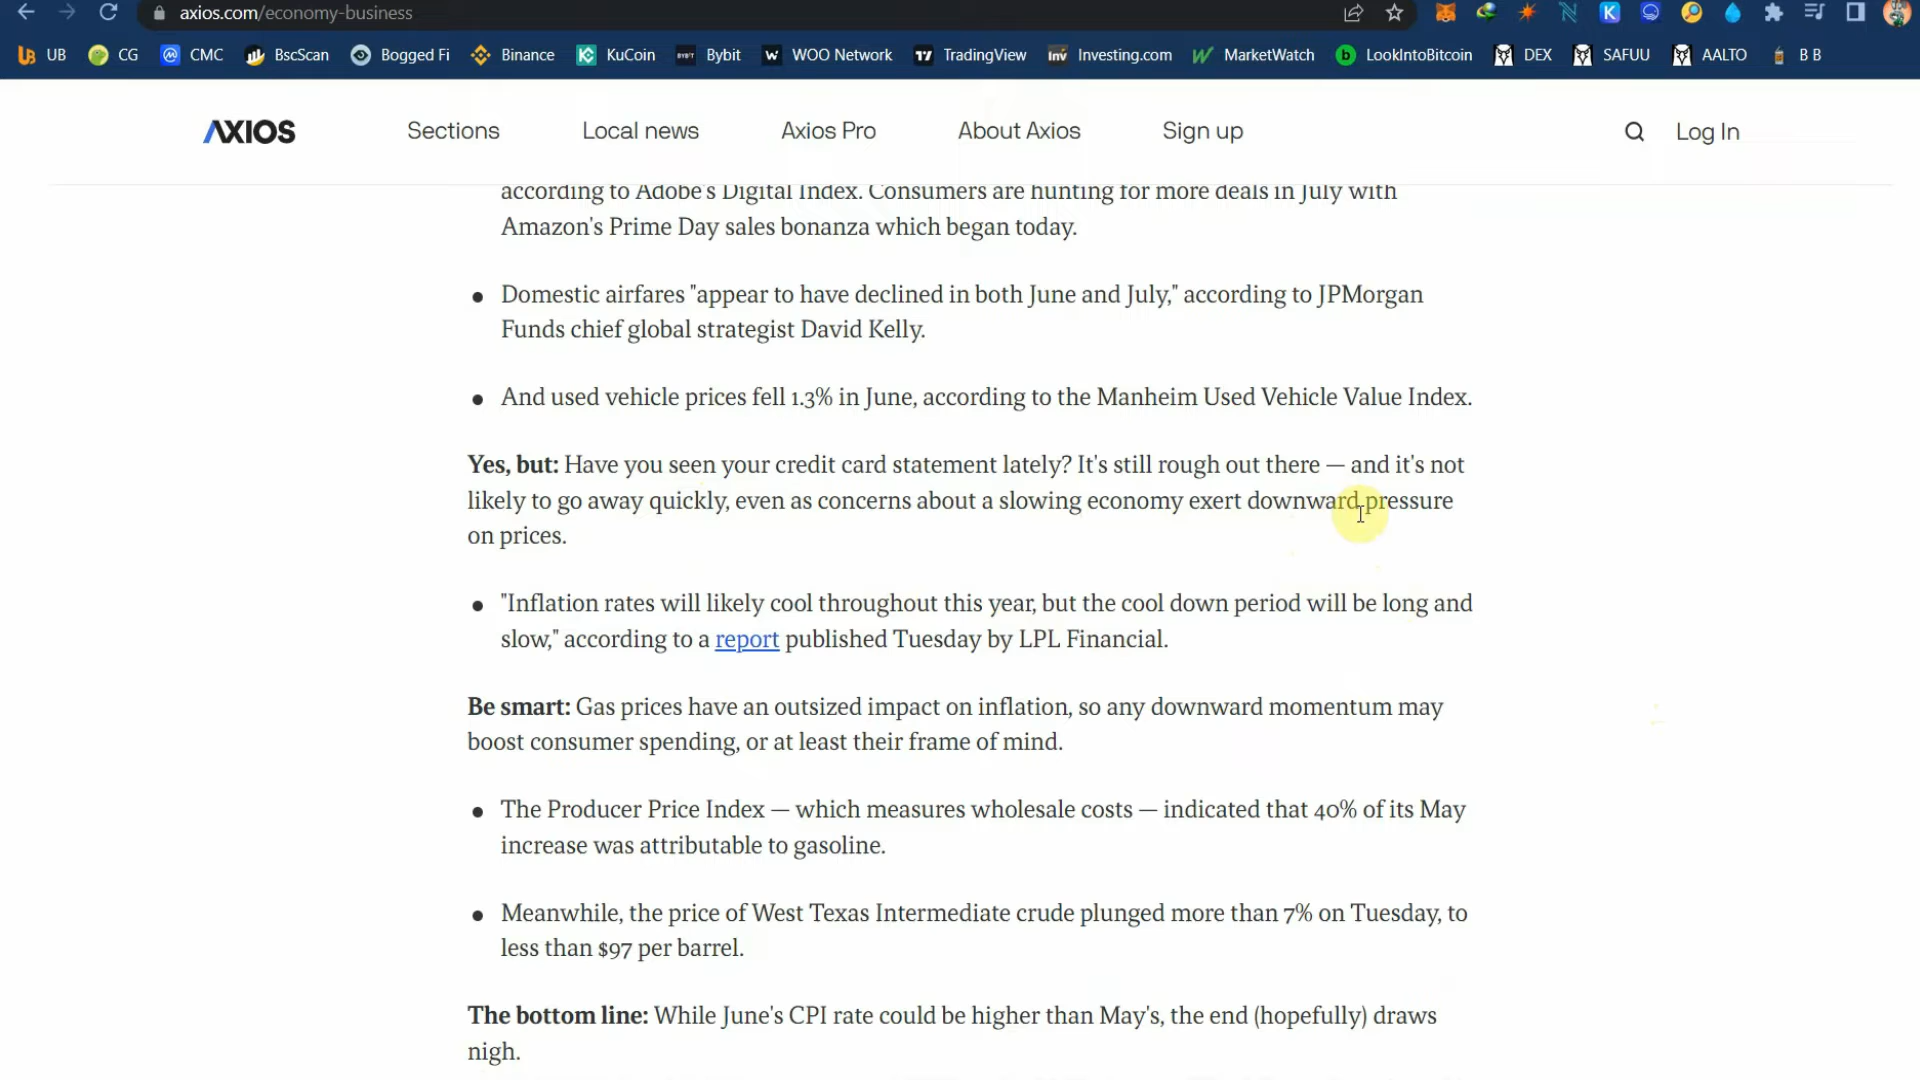 axios.com/economy-business
UB CG CMC BscScan Bogged Fi Binance KuCoin Bybit WOO Network TradingView Investing.com MarketWatch LookIntoBitcoin DEX SAFUU AALTO B B
AXIOS Sections Local news Axios Pro About Axios Sign up Log In
according to Adobe's Digital Index. Consumers are hunting for more deals in July with
Amazon's Prime Day sales bonanza which began today.
Domestic airfares "appear to have declined in both June and July," according to JPMorgan
Funds chief global strategist David Kelly.
And used vehicle prices fell 1.3% in June, according to the Manheim Used Vehicle Value Index.
Yes, but: Have you seen your credit card statement lately? It's still rough out there — and it's not
likely to go away quickly, even as concerns about a slowing economy exert downward pressure
on prices.
"Inflation rates will likely cool throughout this year, but the cool down period will be long and
slow," according to a report published Tuesday by LPL Financial.
Be smart: Gas prices have an outsized impact on inflation, so any downward momentum may
boost consumer spending, or at least their frame of mind.
The Producer Price Index — which measures wholesale costs — indicated that 40% of its May
increase was attributable to gasoline.
Meanwhile, the price of West Texas Intermediate crude plunged more than 7% on Tuesday, to
less than $97 per barrel.
The bottom line: While June's CPI rate could be higher than May's, the end (hopefully) draws
nigh.